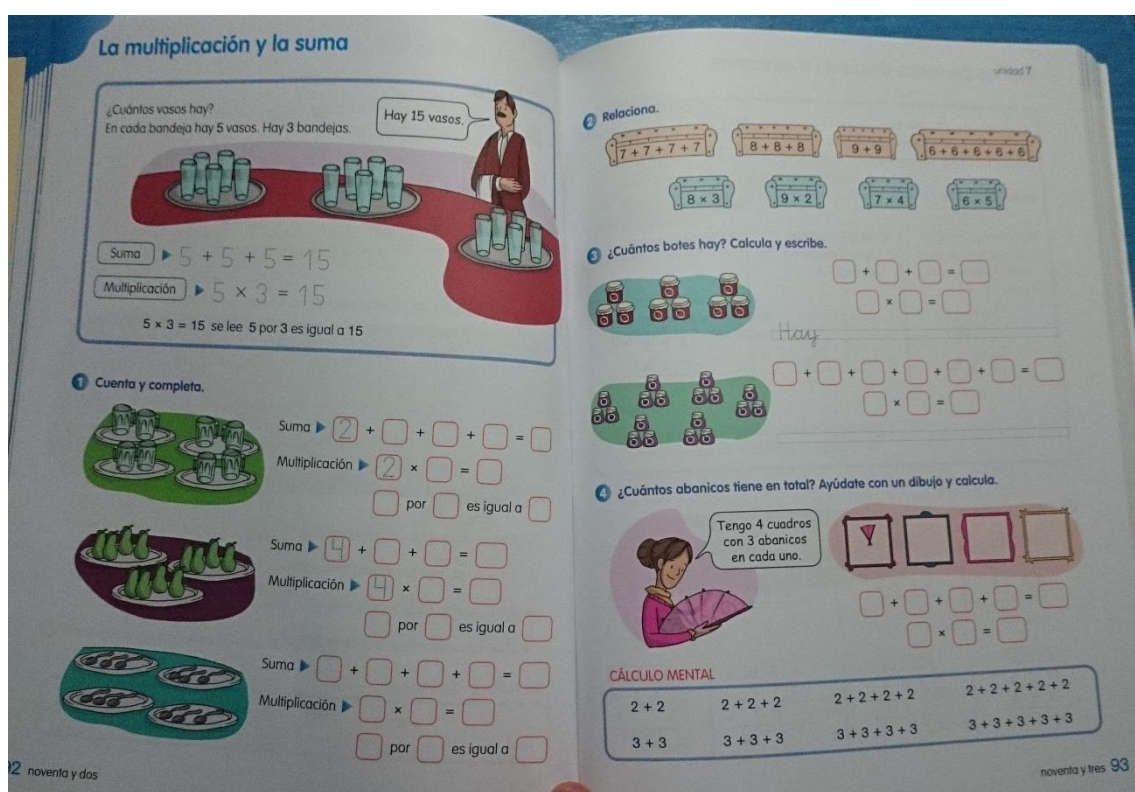 La multiplicación y la suma
¿Cuántos vasos hay?
En cada bandeja hay 5 vasos. Hay 3 bandejas.
Hay 15 vasos.
Suma 5 + 5 + 5 = 15
Multiplicación 5 × 3 = 15
5 × 3 = 15 se lee 5 por 3 es igual a 15
1 Cuenta y completa.
Suma 2 + + + =
Multiplicación 2 × =
por es igual a
Suma 4 + + =
Multiplicación 4 × =
por es igual a
Suma + + + =
Multiplicación × =
por es igual a
92 noventa y dos
unidad 7
2 Relaciona.
7 + 7 + 7 + 7 8 + 8 + 8 9 + 9 6 + 6 + 6 + 6 + 6
8 × 3 9 × 2 7 × 4 6 × 5
3 ¿Cuántos botes hay? Calcula y escribe.
+ + =
× =
Hay
+ + + + + =
× =
4 ¿Cuántos abanicos tiene en total? Ayúdate con un dibujo y calcula.
Tengo 4 cuadros
con 3 abanicos
en cada uno.
+ + + =
× =
CÁLCULO MENTAL
2 + 2 2 + 2 + 2 2 + 2 + 2 + 2 2 + 2 + 2 + 2 + 2
3 + 3 3 + 3 + 3 3 + 3 + 3 + 3 3 + 3 + 3 + 3 + 3
noventa y tres 93